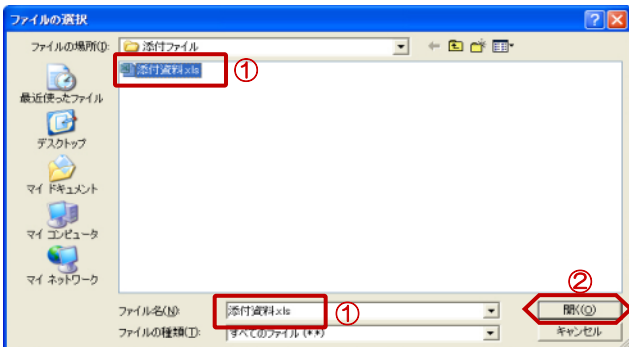 ファイルの選択
ファイルの場所(I):
添付ファイル
添付資料.xls
①
最近使ったファイル
デスクトップ
マイ ドキュメント
マイ コンピュータ
マイ ネットワーク
②
ファイル名(N):
添付資料.xls
①
開く(O)
ファイルの種類(T):
すべてのファイル (*.*)
キャンセル